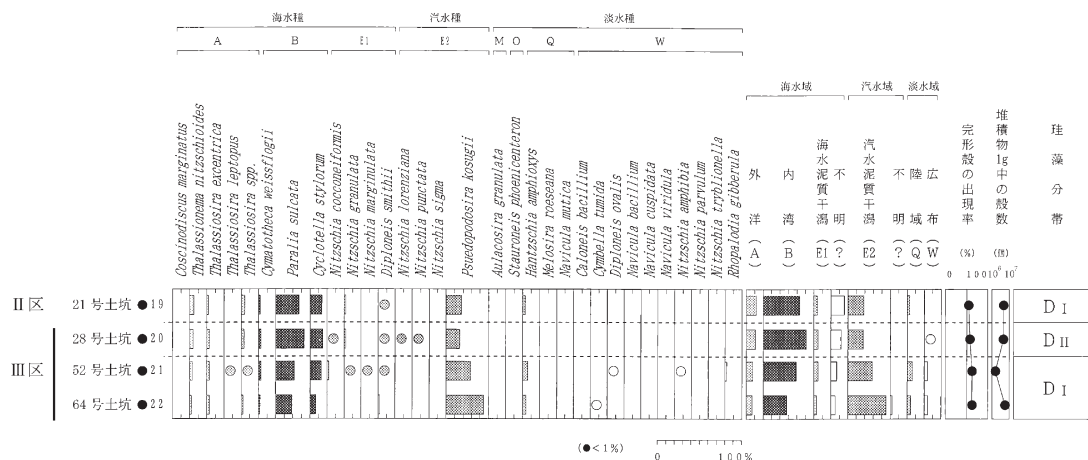 海水種 汽水種 淡水種
A B E1 E2 M O Q W
Coscinodiscus marginatus
Thalassionema nitzschioides
Thalassiosira excentrica
Thalassiosira leptopus
Thalassiosira spp.
Cymatotheca weissflogii
Paralia sulcata
Cyclotella stylorum
Nitzschia cocconeiformis
Nitzschia granulata
Nitzschia marginulata
Diploneis smithii
Nitzschia lorenziana
Nitzschia punctata
Nitzschia sigma
Psuedopodosira kosugii
Aulacosira granulata
Stauroneis phoenicenteron
Hantzschia amphioxys
Melosira roeseana
Navicula mutica
Caloneis bacillium
Cymbella tumida
Diploneis ovalis
Navicula bacillum
Navicula cuspidata
Navicula viridula
Nitzschia amphibia
Nitzschia parvulum
Nitzschia tryblionella
Rhopalodia gibberula
海水域 汽水域 淡水域
外洋(A)
内湾(B)
海水泥質干潟(E1)
不明(?)
汽水泥質干潟(E2)
不明(?)
陸域(Q)
広布(W)
完形殻の出現率(%)
堆積物1g中の殻数(個)
珪藻分帯
0 100 10⁶ 10⁷
II区 21号土坑 19 DI
28号土坑 20 DII
III区 52号土坑 21 DI
64号土坑 22
(●<1%)
0 100%